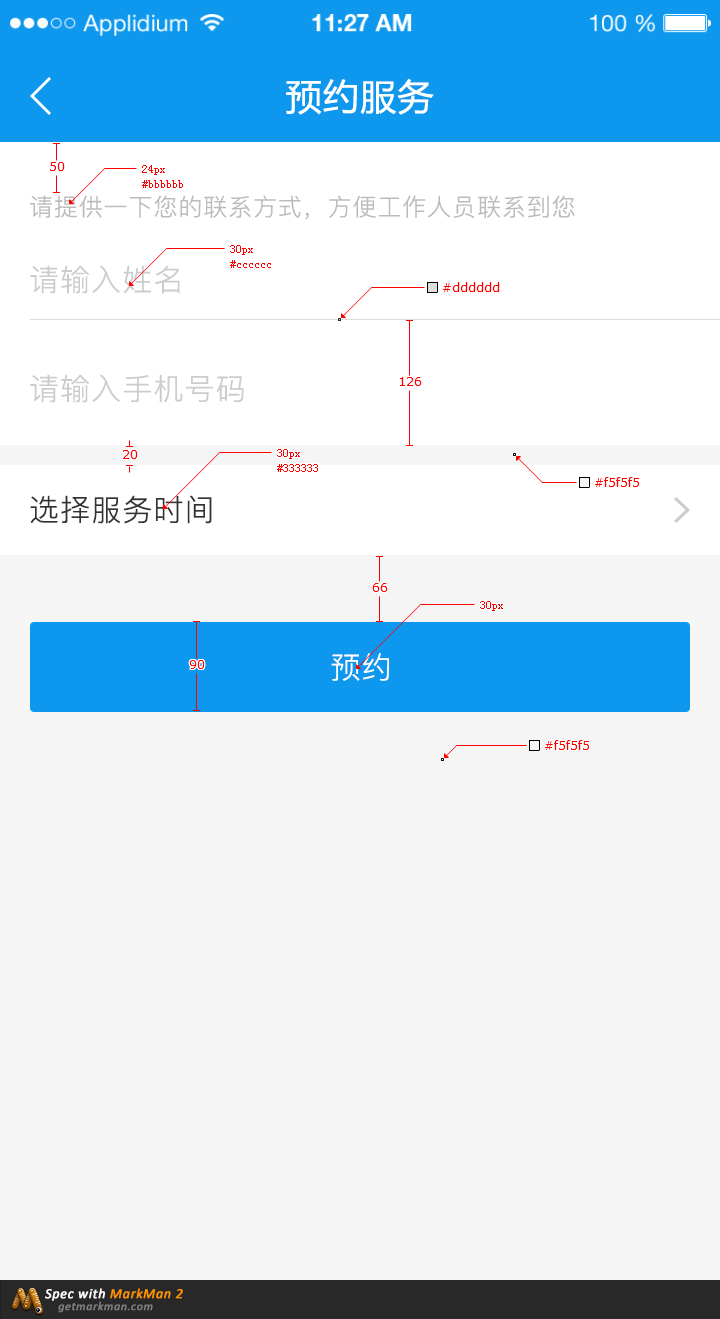 Applidium 11:27 AM 100 %
预约服务
50
24px
#bbbbbb
请提供一下您的联系方式，方便工作人员联系到您
30px
#cccccc
请输入姓名
#dddddd
126
请输入手机号码
20
30px
#333333
#f5f5f5
选择服务时间
66
30px
90
预约
#f5f5f5
Spec with MarkMan 2
getmarkman.com